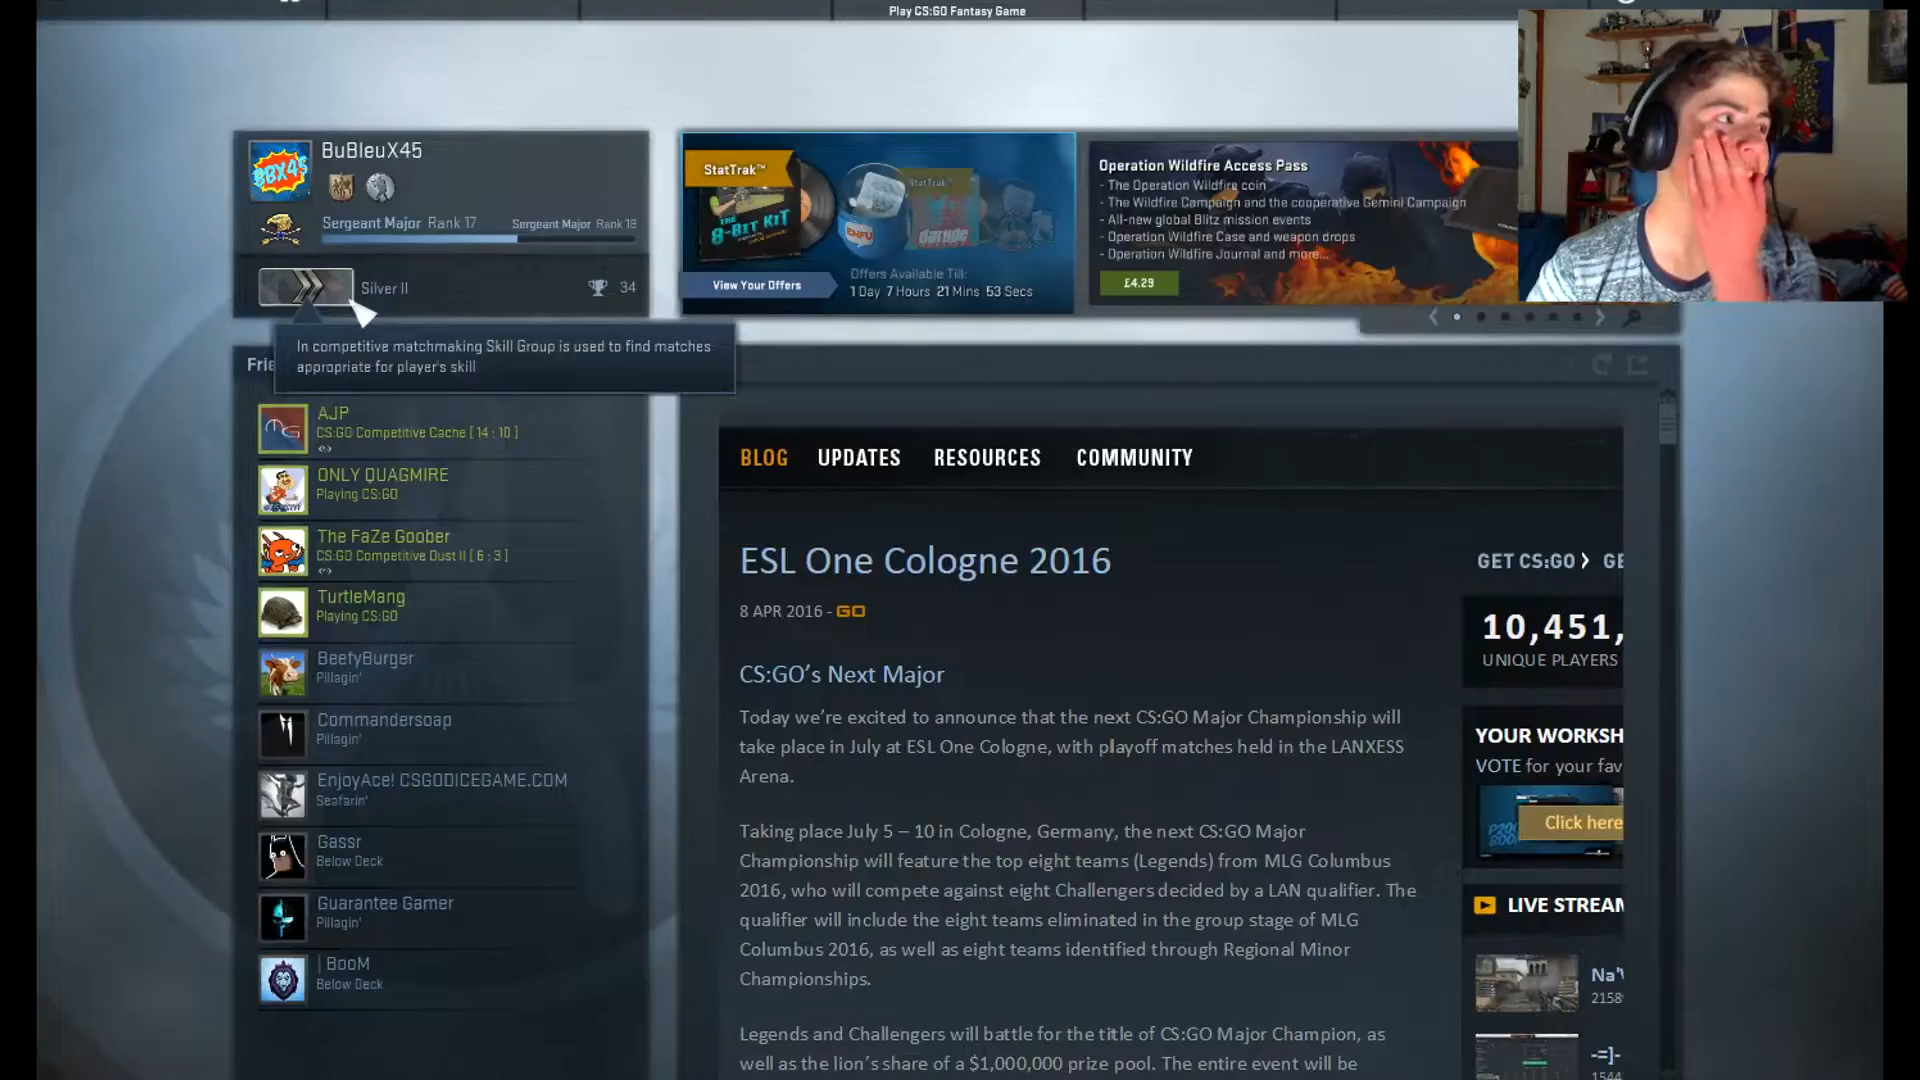 Play CS:GO Fantasy Game
BBX45
BuBleuX45
Sergeant Major Rank 17
Sergeant Major Rank 18
Silver II
34
In competitive matchmaking Skill Group is used to find matches
appropriate for player's skill
StatTrak™
StatTrak™
THE
8-BIT KIT
ENFU
Darude
View Your Offers
Offers Available Till:
1 Day 7 Hours 21 Mins 53 Secs
Operation Wildfire Access Pass
- The Operation Wildfire coin
- The Wildfire Campaign and the cooperative Gemini Campaign
- All-new global Blitz mission events
- Operation Wildfire Case and weapon drops
- Operation Wildfire Journal and more...
£4.29
Frie
AJP
CS:GO Competitive Cache [ 14 : 10 ]
ONLY QUAGMIRE
Playing CS:GO
The FaZe Goober
CS:GO Competitive Dust II [ 6 : 3 ]
TurtleMang
Playing CS:GO
BeefyBurger
Pillagin'
Commandersoap
Pillagin'
EnjoyAce! CSGODICEGAME.COM
Seafarin'
Gassr
Below Deck
Guarantee Gamer
Pillagin'
| BooM
Below Deck
BLOG UPDATES RESOURCES COMMUNITY
ESL One Cologne 2016
8 APR 2016 - GO
CS:GO's Next Major
Today we're excited to announce that the next CS:GO Major Championship will
take place in July at ESL One Cologne, with playoff matches held in the LANXESS
Arena.
Taking place July 5 – 10 in Cologne, Germany, the next CS:GO Major
Championship will feature the top eight teams (Legends) from MLG Columbus
2016, who will compete against eight Challengers decided by a LAN qualifier. The
qualifier will include the eight teams eliminated in the group stage of MLG
Columbus 2016, as well as eight teams identified through Regional Minor
Championships.
Legends and Challengers will battle for the title of CS:GO Major Champion, as
well as the lion's share of a $1,000,000 prize pool. The entire event will be
GET CS:GO GE
10,451,
UNIQUE PLAYERS
YOUR WORKSH
VOTE for your fav
Click here
LIVE STREAM
Na'
2158
-=]-
1544